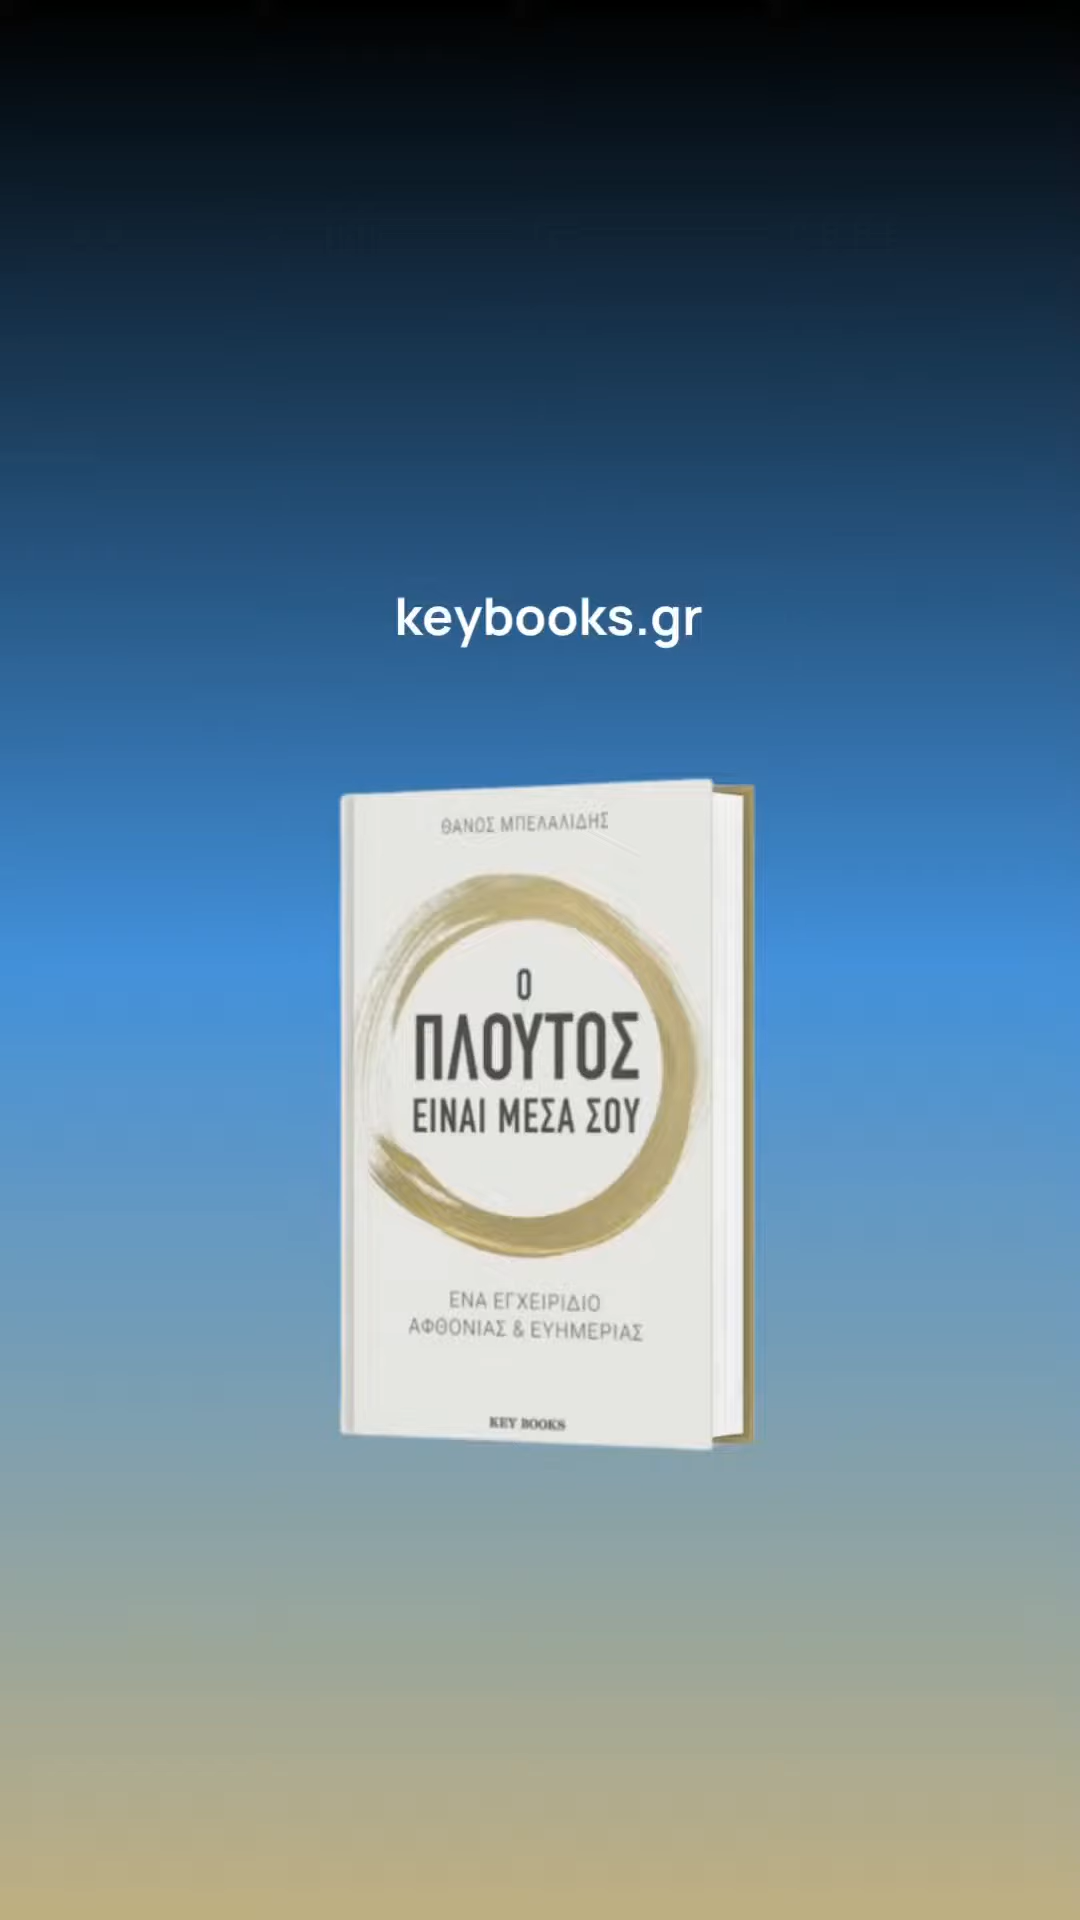 keybooks.gr
ΘΑΝΟΣ ΜΠΕΛΑΛΙΔΗΣ
Ο
ΠΛΟΥΤΟΣ
ΕΙΝΑΙ ΜΕΣΑ ΣΟΥ
ΕΝΑ ΕΓΧΕΙΡΙΔΙΟ
ΑΦΘΟΝΙΑΣ & ΕΥΗΜΕΡΙΑΣ
KEY BOOKS